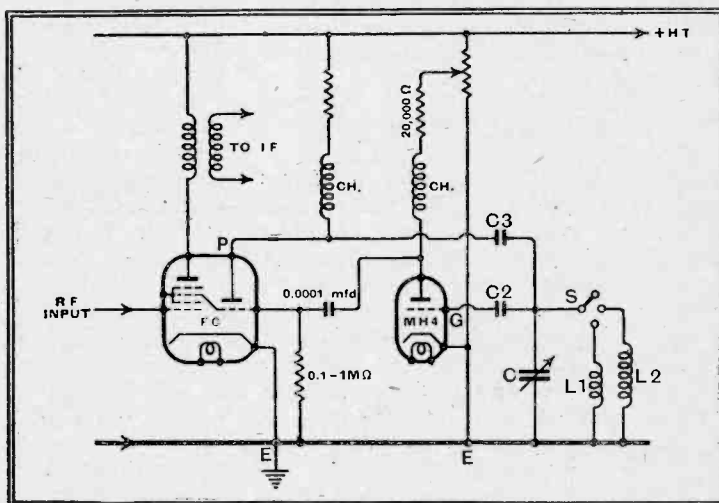 +HT
20,000 Ω
TO IF
CH.
CH.
P
C3
RF
INPUT
FC
0.0001 mfd
MH4
G
C2
S
C
L1
L2
0.1-1MΩ
E
E